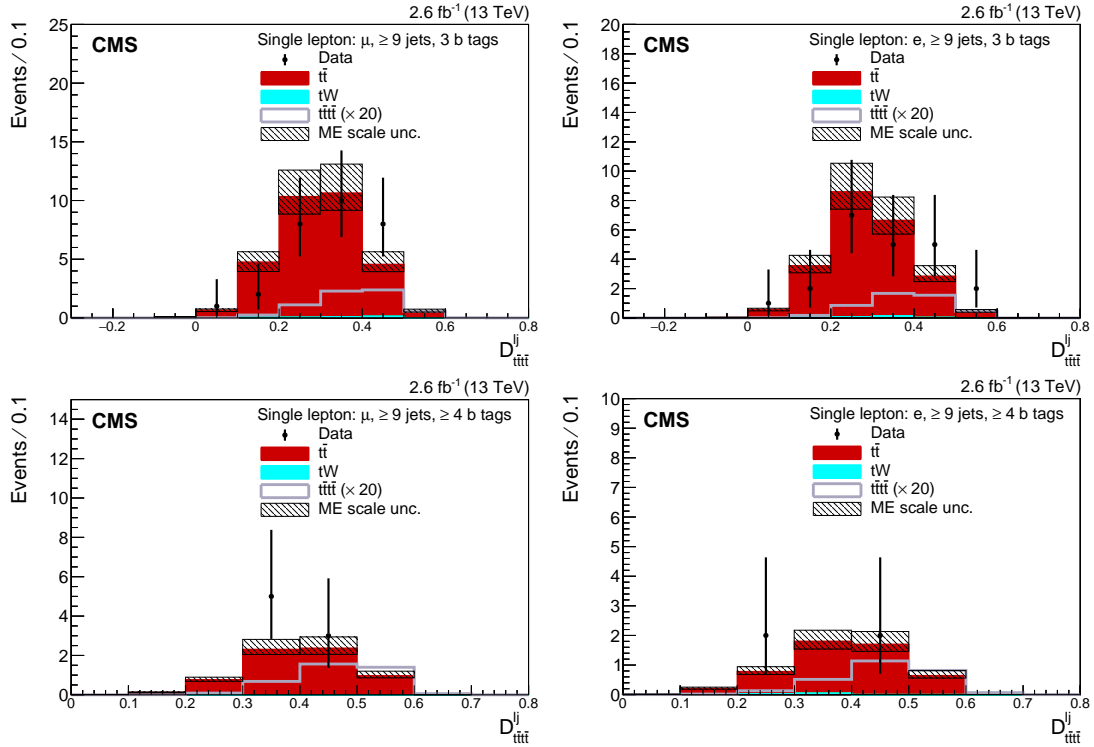 2.6 fb⁻¹ (13 TeV)
CMS
Single lepton: μ, ≥ 9 jets, 3 b tags
Data
tt̄
tW
tt̄tt̄ (× 20)
ME scale unc.
Events / 0.1
25
20
15
10
5
0
−0.2 0 0.2 0.4 0.6 0.8
D^{lj}_{tt̄tt̄}
2.6 fb⁻¹ (13 TeV)
CMS
Single lepton: e, ≥ 9 jets, 3 b tags
Data
tt̄
tW
tt̄tt̄ (× 20)
ME scale unc.
Events / 0.1
20
18
16
14
12
10
8
6
4
2
0
−0.2 0 0.2 0.4 0.6 0.8
D^{lj}_{tt̄tt̄}
2.6 fb⁻¹ (13 TeV)
CMS
Single lepton: μ, ≥ 9 jets, ≥ 4 b tags
Data
tt̄
tW
tt̄tt̄ (× 20)
ME scale unc.
Events / 0.1
14
12
10
8
6
4
2
0
0 0.1 0.2 0.3 0.4 0.5 0.6 0.7 0.8
D^{lj}_{tt̄tt̄}
2.6 fb⁻¹ (13 TeV)
CMS
Single lepton: e, ≥ 9 jets, ≥ 4 b tags
Data
tt̄
tW
tt̄tt̄ (× 20)
ME scale unc.
Events / 0.1
10
9
8
7
6
5
4
3
2
1
0
0 0.1 0.2 0.3 0.4 0.5 0.6 0.7 0.8
D^{lj}_{tt̄tt̄}